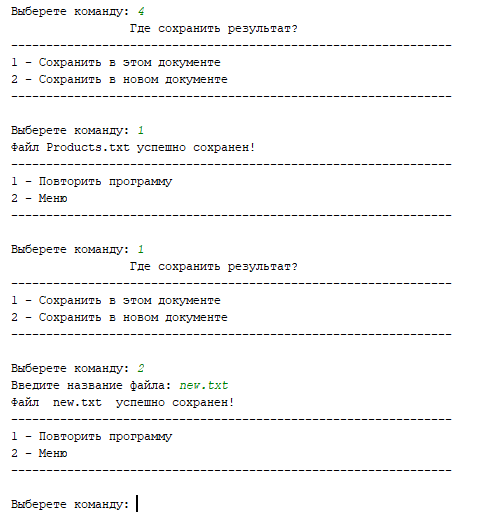 Выберете команду: 4
Где сохранить результат?
---------------------------------------------------------------
1 - Сохранить в этом документе
2 - Сохранить в новом документе
---------------------------------------------------------------
Выберете команду: 1
Файл Products.txt успешно сохранен!
---------------------------------------------------------------
1 - Повторить программу
2 - Меню
---------------------------------------------------------------
Выберете команду: 1
Где сохранить результат?
---------------------------------------------------------------
1 - Сохранить в этом документе
2 - Сохранить в новом документе
---------------------------------------------------------------
Выберете команду: 2
Введите название файла: new.txt
Файл  new.txt  успешно сохранен!
---------------------------------------------------------------
1 - Повторить программу
2 - Меню
---------------------------------------------------------------
Выберете команду: